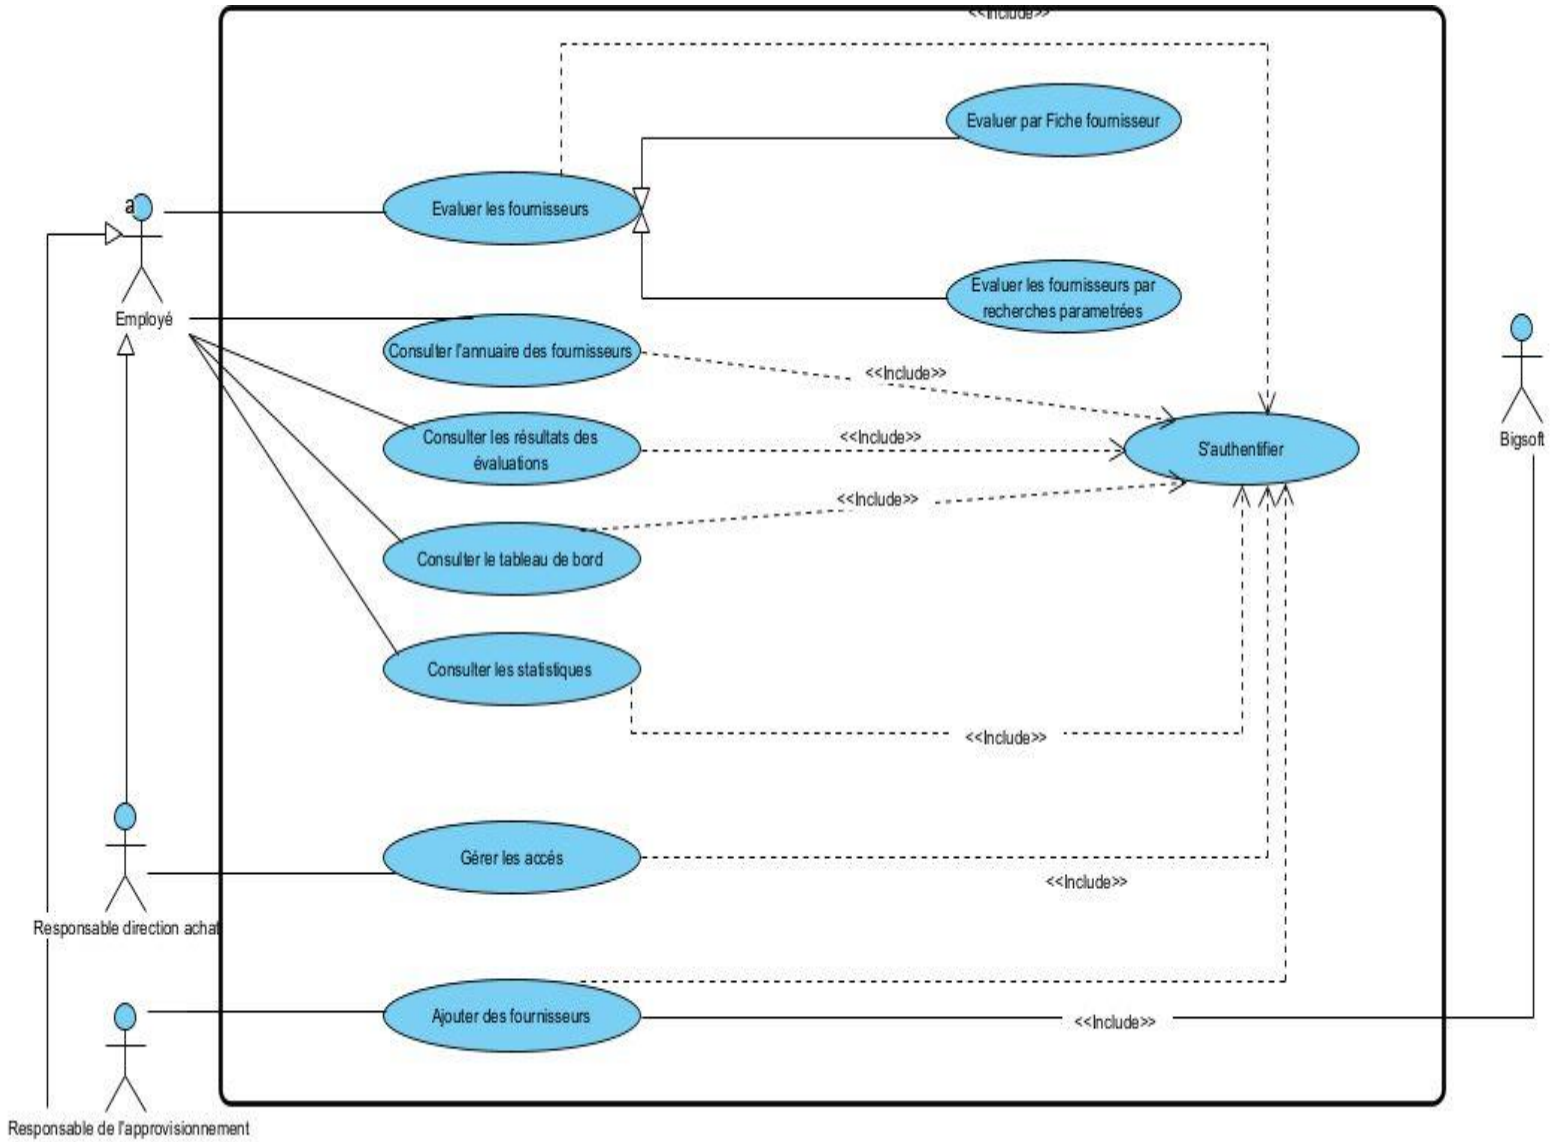 <<Include>>
Evaluer par Fiche fournisseur
a
Evaluer les fournisseurs
Evaluer les fournisseurs par
recherches parametrées
Employé
Consulter l'annuaire des fournisseurs
<<Include>>
Consulter les résultats des
évaluations
<<Include>>
S'authentifier
Bigsoft
<<Include>>
Consulter le tableau de bord
Consulter les statistiques
<<Include>>
Gérer les accés
<<Include>>
Responsable direction achat
Ajouter des fournisseurs
<<Include>>
Responsable de l'approvisionnement